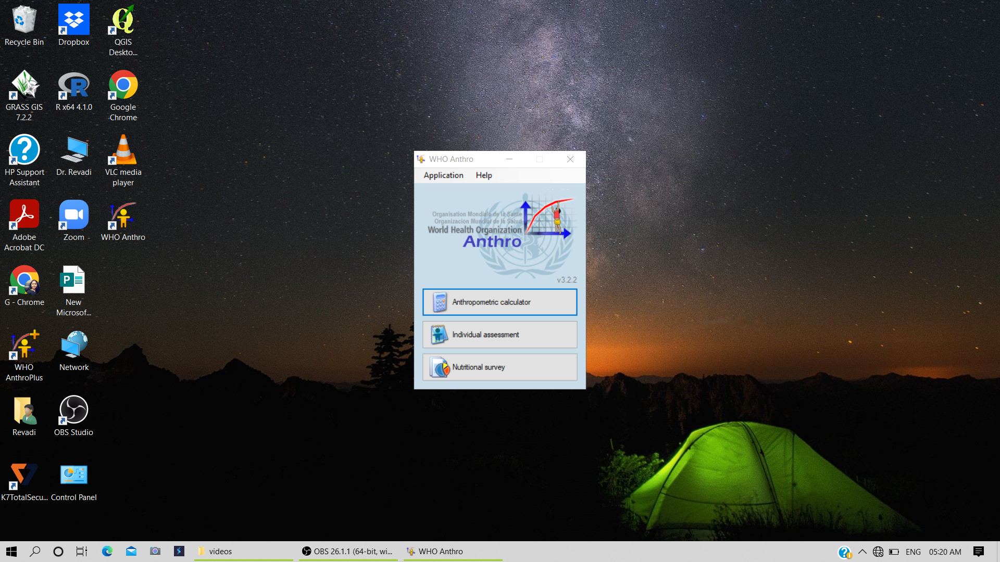 Recycle Bin
Dropbox
QGIS
Deskto...
GRASS GIS
7.2.2
R x64 4.1.0
Google
Chrome
HP Support
Assistant
Dr. Revadi
VLC media
player
Adobe
Acrobat DC
Zoom
WHO Anthro
G - Chrome
New
Microsof...
WHO
AnthroPlus
Network
Revadi
OBS Studio
K7TotalSecu...
Control Panel
WHO Anthro
Application Help
Organisation Mondiale de la Santé
Organización Mundial de la Salud
World Health Organization
Anthro
v3.2.2
Anthropometric calculator
Individual assessment
Nutritional survey
videos
OBS 26.1.1 (64-bit, wi...
WHO Anthro
ENG
05:20 AM